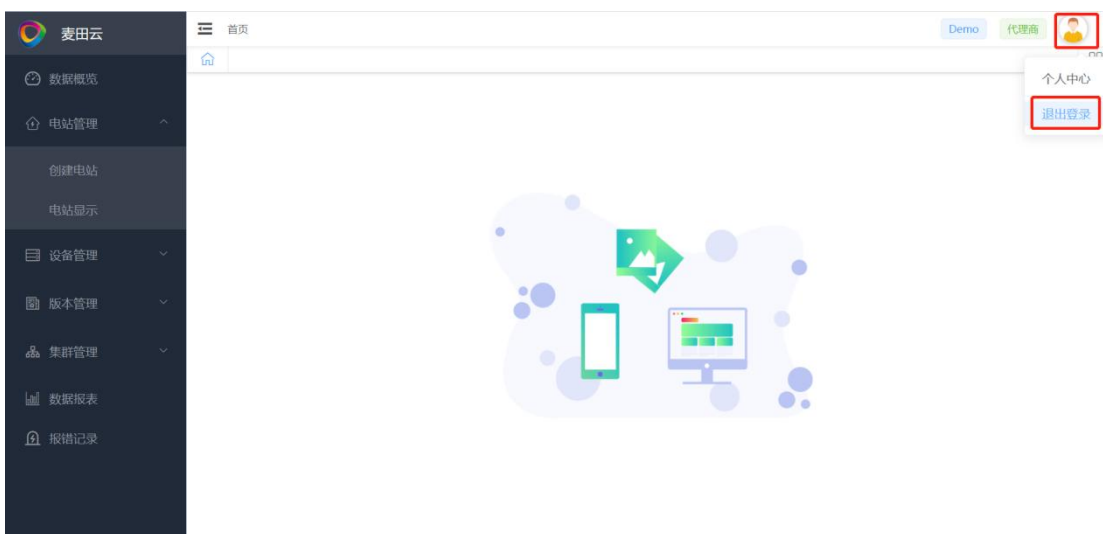 麦田云
首页
Demo
代理商
个人中心
退出登录
数据概览
电站管理
创建电站
电站显示
设备管理
版本管理
集群管理
数据报表
报错记录